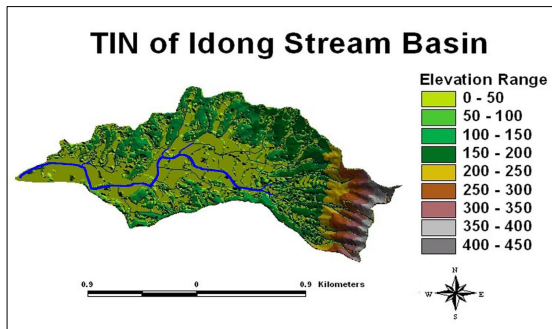 TIN of Idong Stream Basin
Elevation Range
0 - 50
50 - 100
100 - 150
150 - 200
200 - 250
250 - 300
300 - 350
350 - 400
400 - 450
0.9 0 0.9 Kilometers
N
W E
S